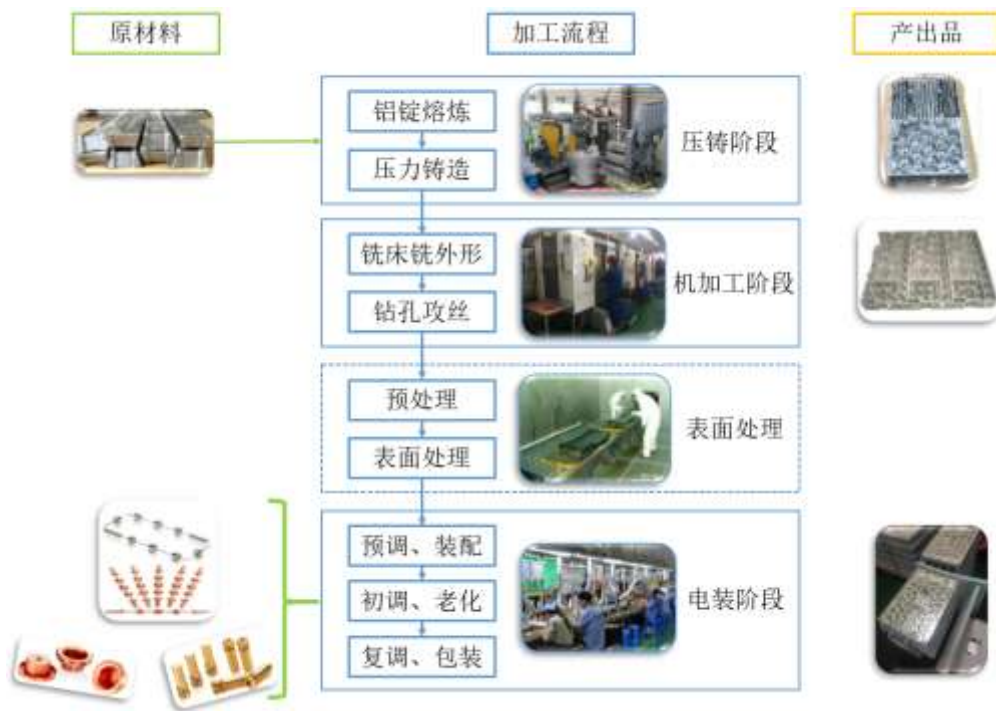 原材料
加工流程
产出品
铝锭熔炼
压力铸造
压铸阶段
铣床铣外形
钻孔攻丝
机加工阶段
预处理
表面处理
表面处理
预调、装配
初调、老化
复调、包装
电装阶段